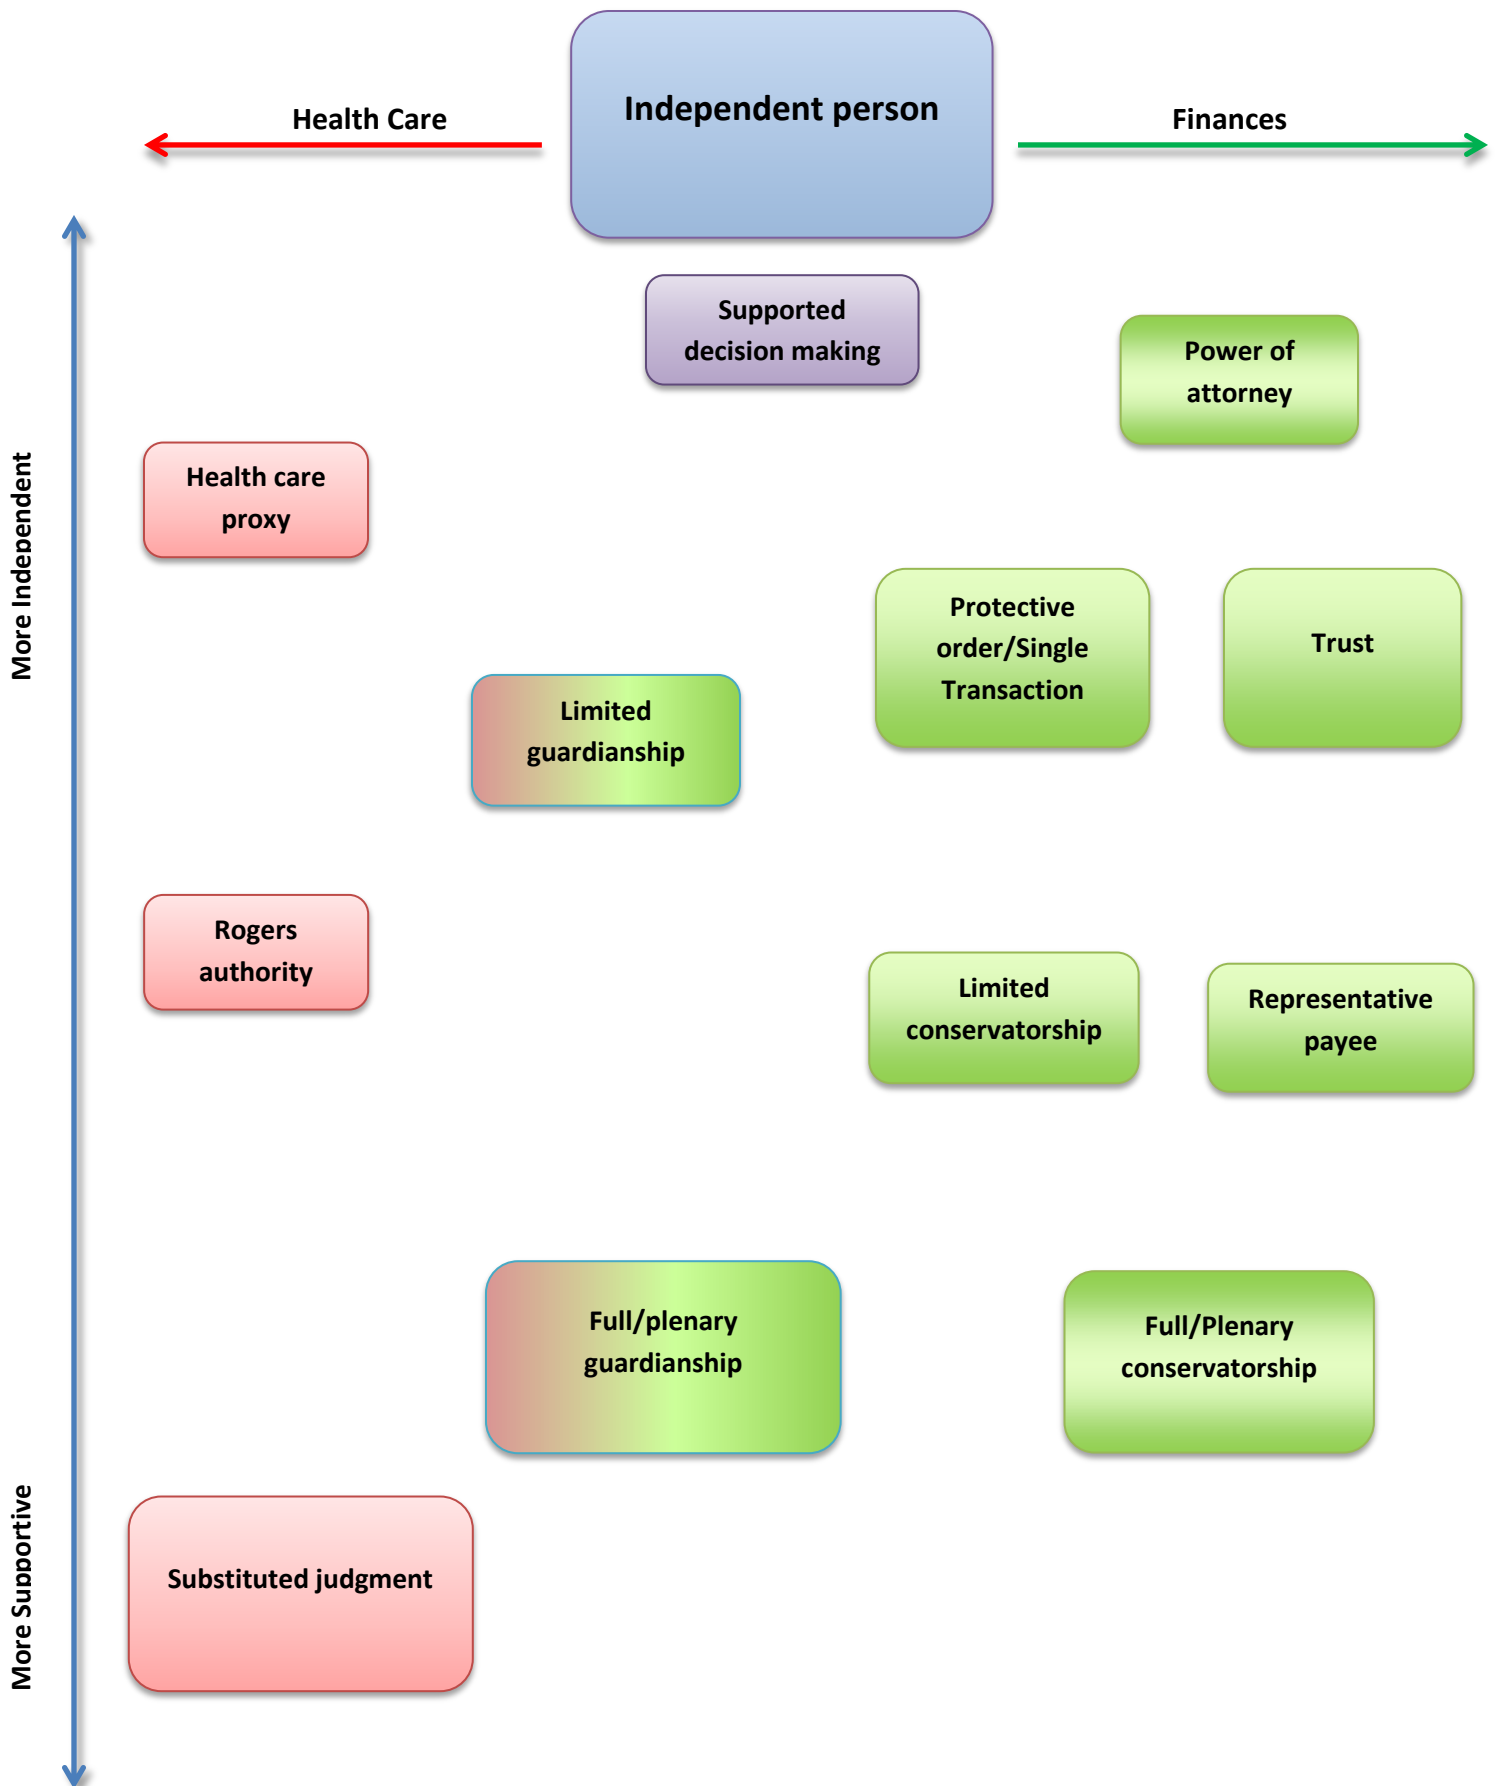 Independent person
Health Care
Finances
Supported
decision making
Power of
attorney
Health care
proxy
More Independent
Protective
order/Single
Transaction
Trust
Limited
guardianship
Rogers
authority
Limited
conservatorship
Representative
payee
Full/plenary
guardianship
Full/Plenary
conservatorship
More Supportive
Substituted judgment